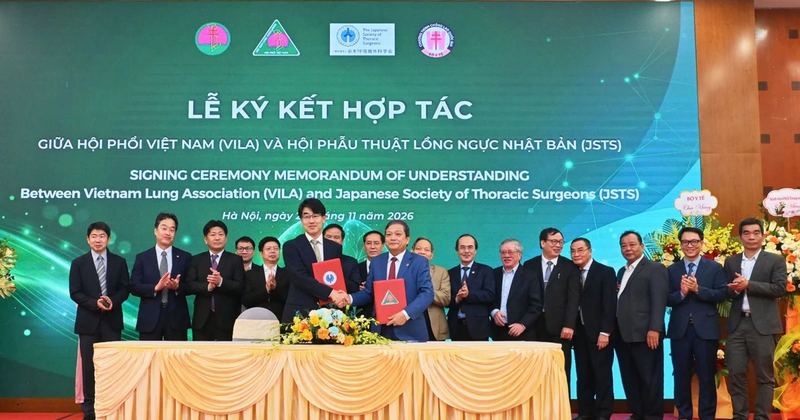 The Japanese
Society of
Thoracic
Surgeons
LỄ KÝ KẾT HỢP TÁC
GIỮA HỘI PHỔI VIỆT NAM (VILA) VÀ HỘI PHẪU THUẬT LỒNG NGỰC NHẬT BẢN (JSTS)
SIGNING CEREMONY MEMORANDUM OF UNDERSTANDING
Between Vietnam Lung Association (VILA) and Japanese Society of Thoracic Surgeons (JSTS)
Hà Nội, ngày
11 năm 2026
BỘ Y TẾ